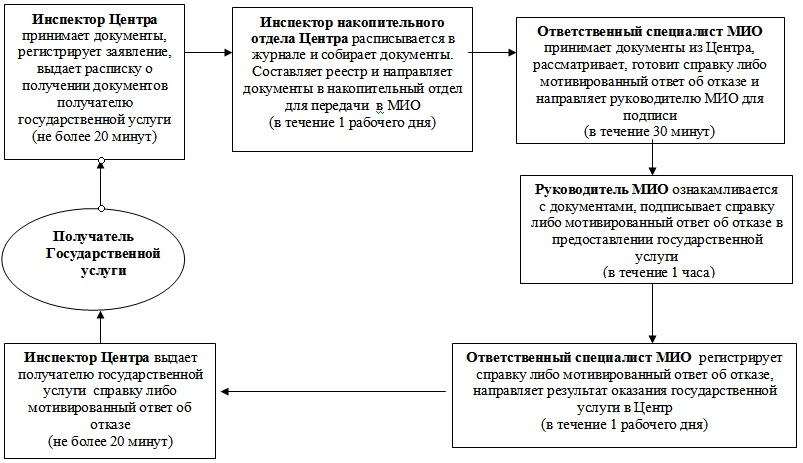 Инспектор Центра
принимает документы,
регистрирует заявление,
выдает расписку о
получении документов
получателю
государственной услуги
(не более 20 минут)
Инспектор накопительного
отдела Центра расписывается в
журнале и собирает документы.
Составляет реестр и направляет
документы в накопительный отдел
для передачи в МИО
(в течение 1 рабочего дня)
Ответственный специалист МИО
принимает документы из Центра,
рассматривает, готовит справку либо
мотивированный ответ об отказе и
направляет руководителю МИО для
подписи
(в течение 30 минут)
Руководитель МИО ознакамливается
с документами, подписывает справку
либо мотивированный ответ об отказе в
предоставлении государственной
услуги
(в течение 1 часа)
Ответственный специалист МИО регистрирует
справку либо мотивированный ответ об отказе,
направляет результат оказания государственной
услуги в Центр
(в течение 1 рабочего дня)
Инспектор Центра выдает
получателю государственной
услуги справку либо
мотивированный ответ об
отказе
(не более 20 минут)
Получатель
Государственной
услуги